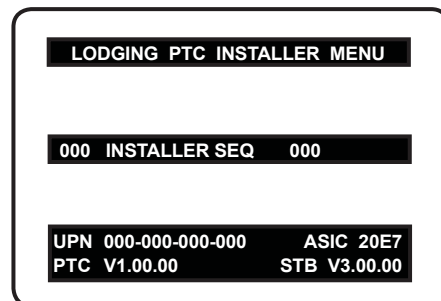 LODGING PTC INSTALLER MENU
000 INSTALLER SEQ 000
UPN 000-000-000-000 ASIC 20E7
PTC V1.00.00 STB V3.00.00